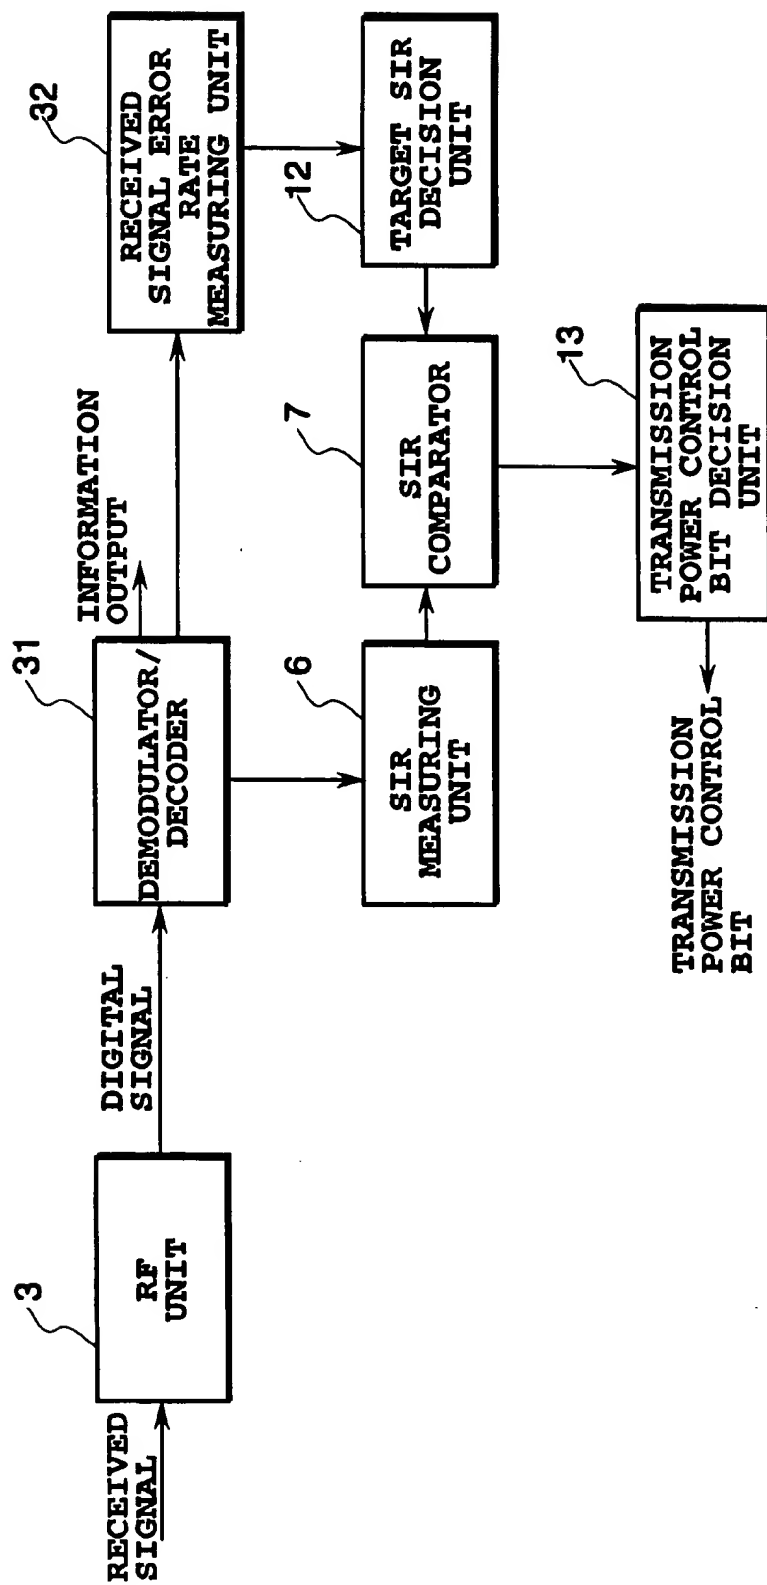 RECEIVED
SIGNAL
3
RF
UNIT
DIGITAL
SIGNAL
31
DEMODULATOR/
DECODER
INFORMATION
OUTPUT
32
RECEIVED
SIGNAL ERROR
RATE
MEASURING UNIT
6
SIR
MEASURING
UNIT
7
SIR
COMPARATOR
12
TARGET SIR
DECISION
UNIT
13
TRANSMISSION
POWER CONTROL
BIT DECISION
UNIT
TRANSMISSION
POWER CONTROL
BIT